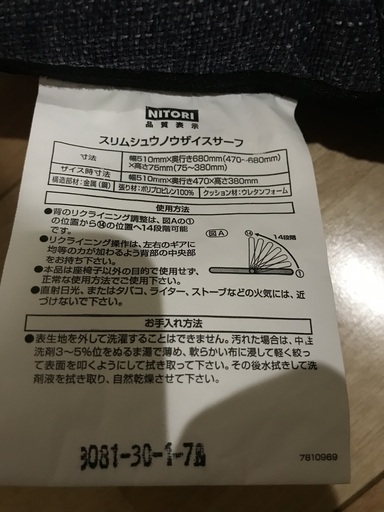 NITORI
品質表示
スリムシュウノウザイスサーフ
寸法 幅510mm×奥行き680mm(470~680mm)×高さ75mm(75~380mm)
ザイス時寸法 幅510mm×奥行き470×高さ380mm
構造部材:金属(鋼) 張り材:ポリプロピレン100% クッション材:ウレタンフォーム
使用方法
●背のリクライニング調整は、図Aの①
の位置から⑭の位置へ14段階可能
です。
●リクライニング操作は、左右のギアに
均等の力が加わるよう背部の中央部
をお持ち下さい。
図A ⑭ 14段階 ①
●本品は座椅子以外の目的で使用せず、
正常な使用方法でご使用下さい。
●直射日光、またはタバコ、ライター、ストーブなどの火気には、近
づけないで下さい。
お手入れ方法
●表生地を外して洗濯することはできません。汚れた場合は、中性
洗剤3~5%位をぬるま湯で薄め、軟らかい布に浸して軽く絞っ
て表面を叩くようにして拭き取って下さい。その後水拭きして洗
剤液を拭き取り、自然乾燥させて下さい。
3081-30-1-7A
7610969